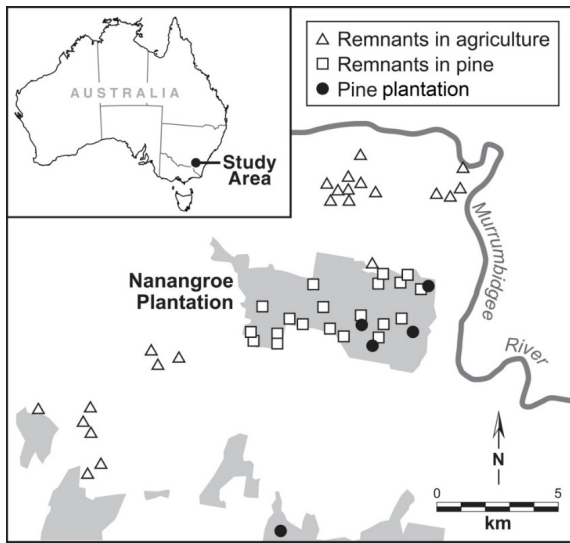 AUSTRALIA
Study
Area
Remnants in agriculture
Remnants in pine
Pine plantation
Nanangroe
Plantation
Murrumbidgee
River
N
0 5
km